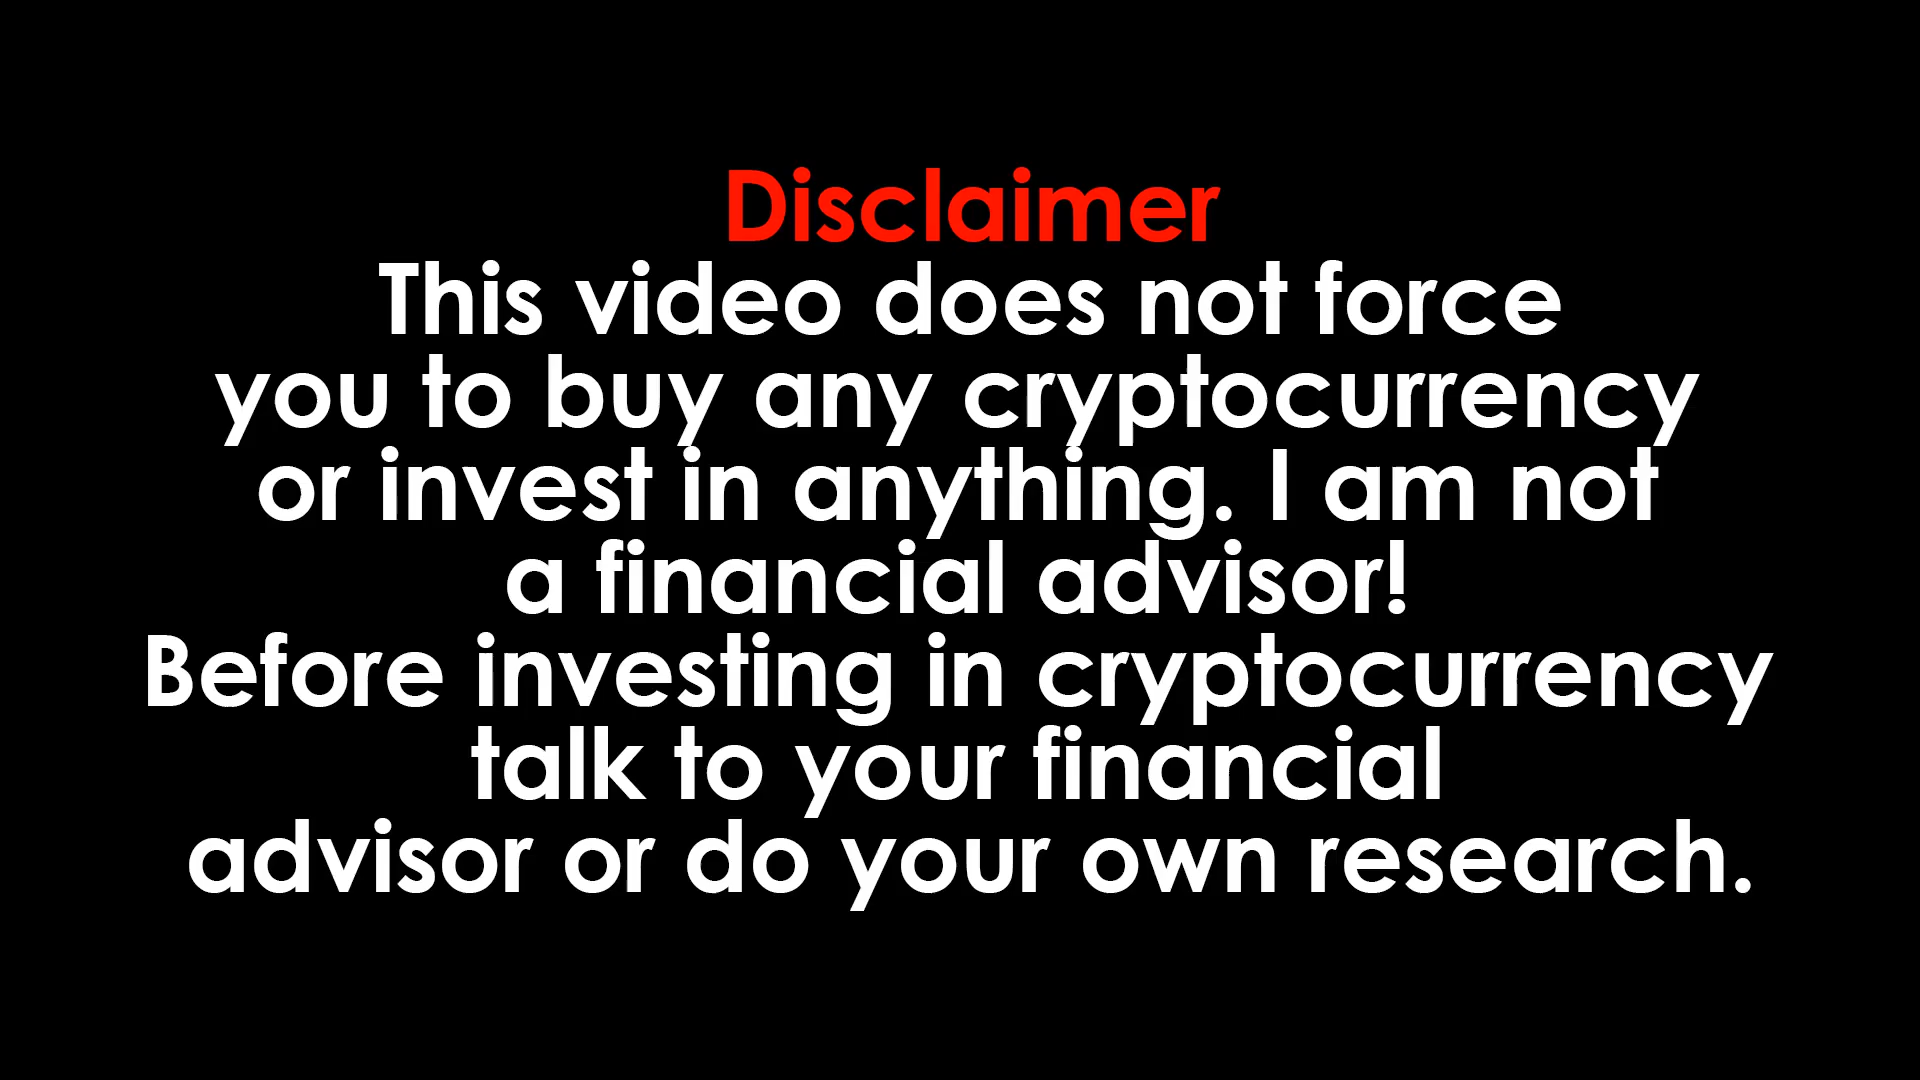 Disclaimer
This video does not force
you to buy any cryptocurrency
or invest in anything. I am not
a financial advisor!
Before investing in cryptocurrency
talk to your financial
advisor or do your own research.